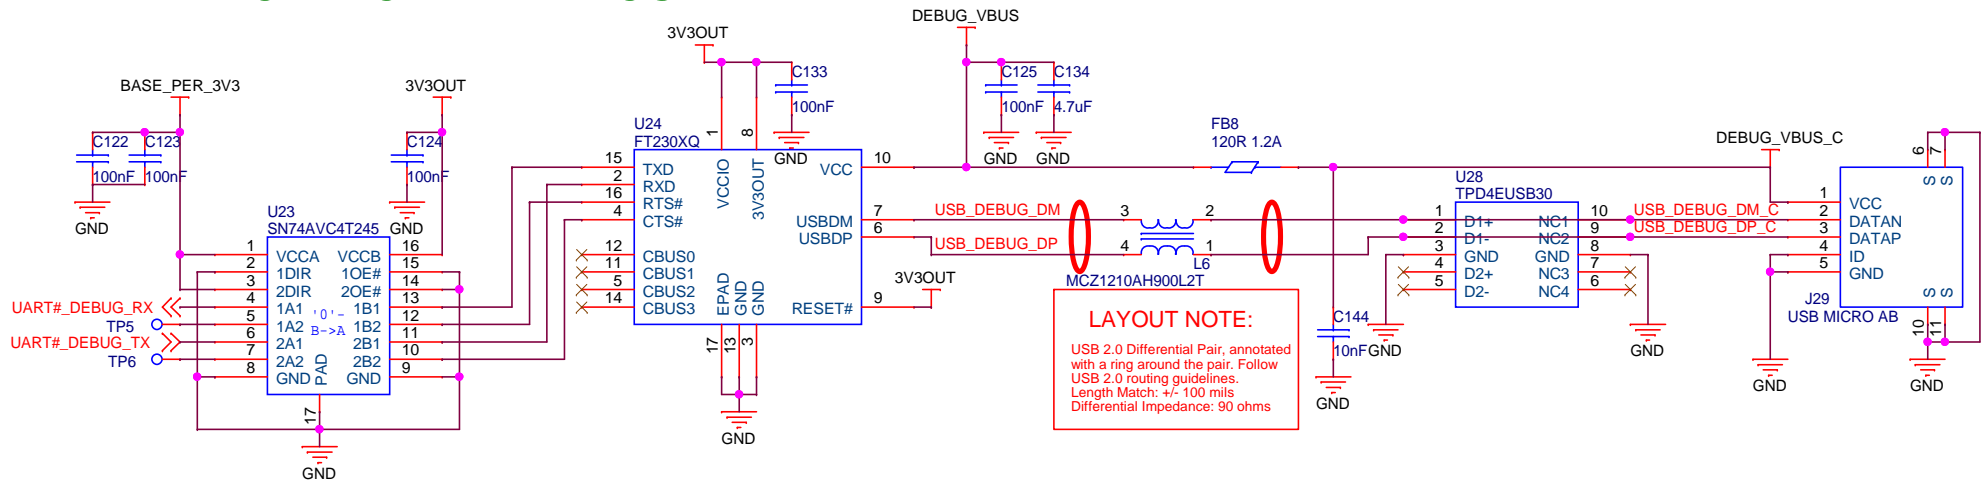 DEBUG_VBUS
3V3OUT
BASE_PER_3V3
3V3OUT
C133
100nF
GND
C125
100nF
GND
C134
4.7uF
GND
C122
100nF
C123
100nF
GND
C124
100nF
GND
U24
FT230XQ
1
8
VCCIO
3V3OUT
15 TXD
2 RXD
16 RTS#
4 CTS#
12 CBUS0
11 CBUS1
5 CBUS2
14 CBUS3
VCC 10
USBDM 7
USBDP 6
RESET# 9
3V3OUT
EPAD
GND
GND
17
13
3
GND
U23
SN74AVC4T245
1 VCCA
2 1DIR
3 2DIR
4 1A1
5 1A2
6 2A1
7 2A2
8 GND
VCCB 16
1OE# 15
2OE# 14
1B1 13
1B2 12
2B1 11
2B2 10
GND 9
'0'-
B->A
PAD
17
GND
UART#_DEBUG_RX
TP5
UART#_DEBUG_TX
TP6
USB_DEBUG_DM
USB_DEBUG_DP
3
2
4
1
L6
MCZ1210AH900L2T
FB8
120R 1.2A
LAYOUT NOTE:
USB 2.0 Differential Pair, annotated
with a ring around the pair. Follow
USB 2.0 routing guidelines.
Length Match: +/- 100 mils
Differential Impedance: 90 ohms
C144
10nF
GND
GND
U28
TPD4EUSB30
1 D1+
2 D1-
3 GND
4 D2+
5 D2-
NC1 10
NC2 9
GND 8
NC3 7
NC4 6
GND
USB_DEBUG_DM_C
USB_DEBUG_DP_C
DEBUG_VBUS_C
6
7
S
S
1 VCC
2 DATAN
3 DATAP
4 ID
5 GND
S
S
J29
USB MICRO AB
10
11
GND
GND